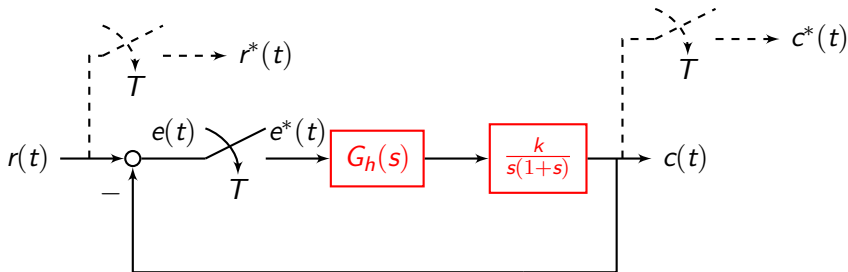 r*(t)
T
c*(t)
T
r(t)
e(t)
e*(t)
G_h(s)
k/(s(1+s))
c(t)
T
−